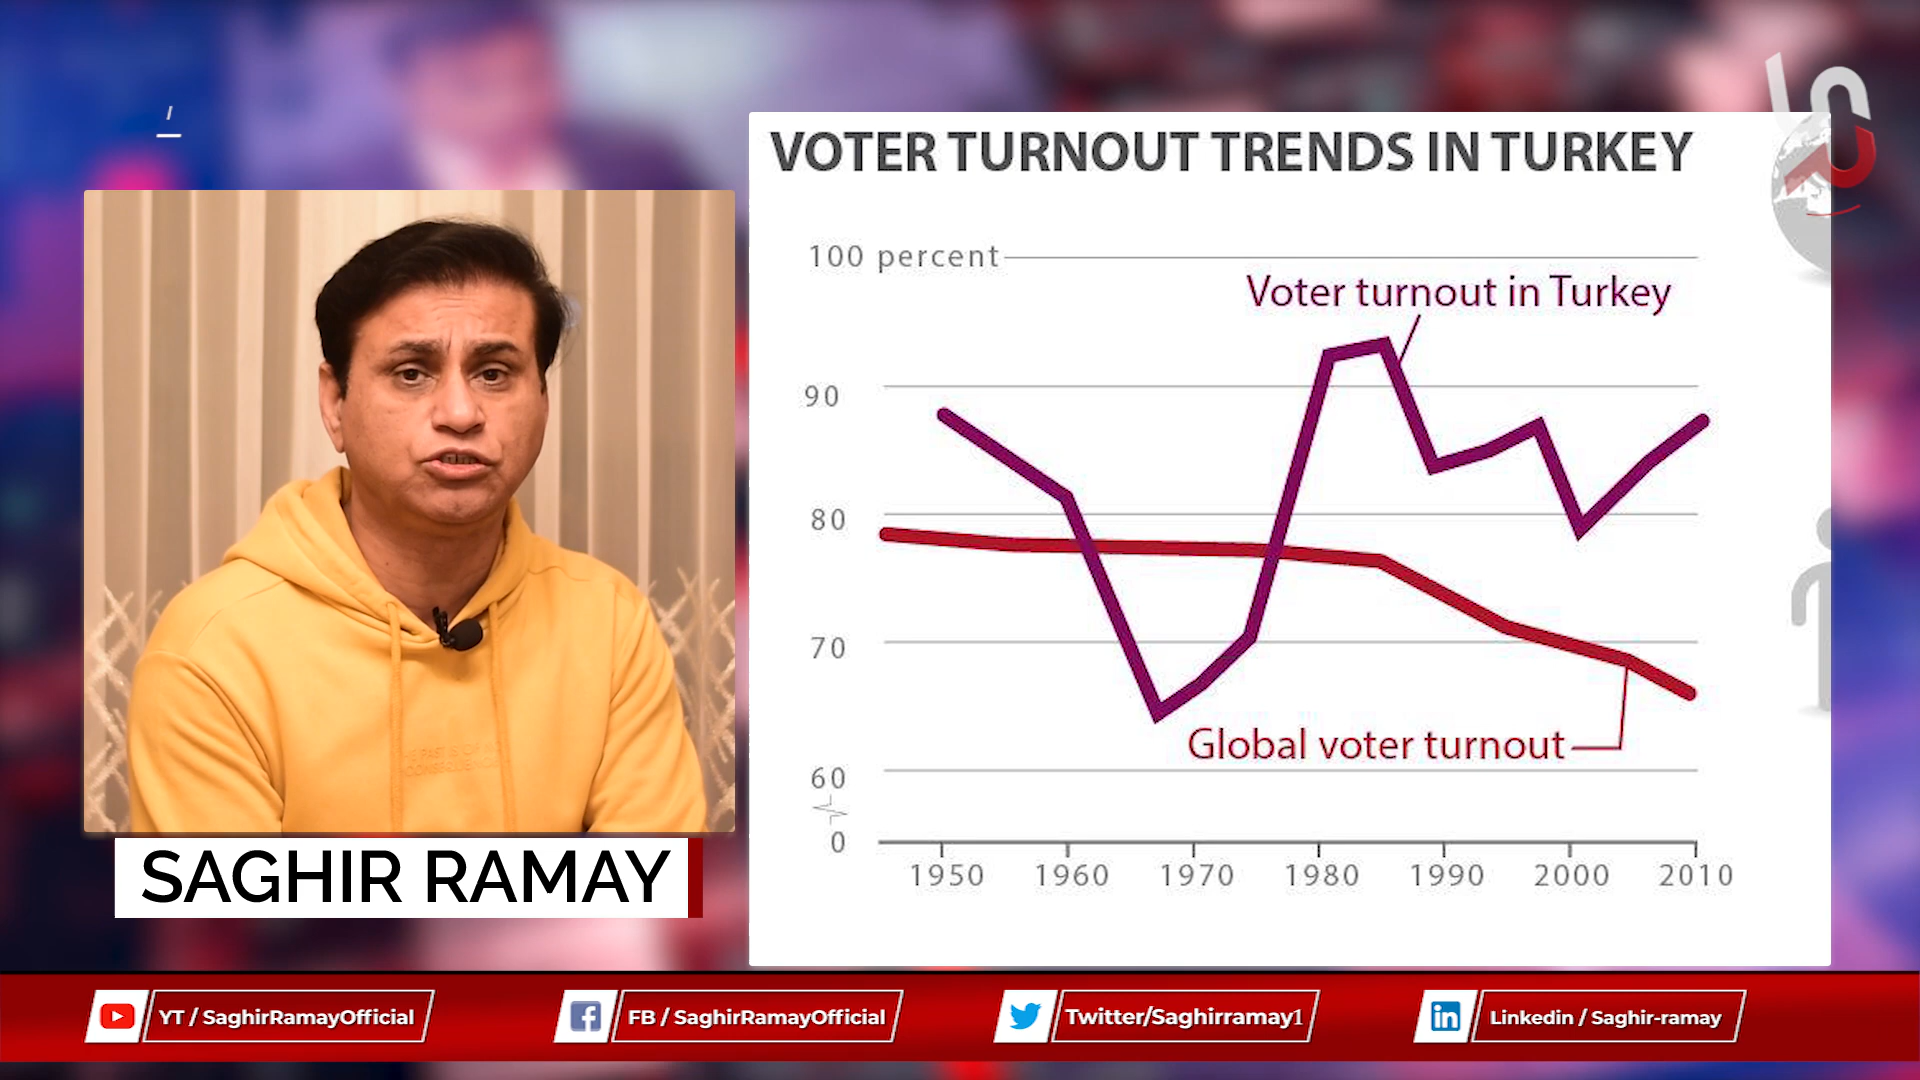 VOTER TURNOUT TRENDS IN TURKEY
100 percent
Voter turnout in Turkey
90
80
70
Global voter turnout
60
0
1950 1960 1970 1980 1990 2000 2010
SAGHIR RAMAY
YT / SaghirRamayOfficial
FB / SaghirRamayOfficial
Twitter/Saghirramay1
Linkedin / Saghir-ramay